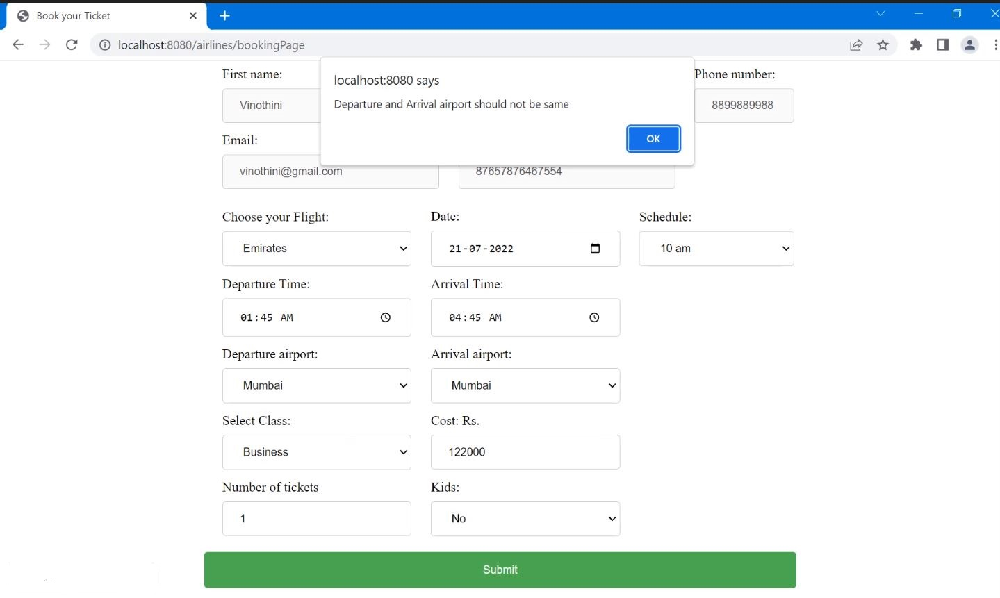 Book your Ticket
localhost:8080/airlines/bookingPage
First name:
Phone number:
localhost:8080 says
Departure and Arrival airport should not be same
OK
Vinothini
8899889988
Email:
vinothini@gmail.com
87657876467554
Choose your Flight:
Date:
Schedule:
Emirates
21-07-2022
10 am
Departure Time:
Arrival Time:
01:45 AM
04:45 AM
Departure airport:
Arrival airport:
Mumbai
Mumbai
Select Class:
Cost: Rs.
Business
122000
Number of tickets
Kids:
1
No
Submit